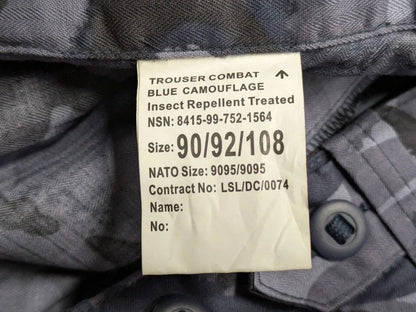 TROUSER COMBAT
BLUE CAMOUFLAGE
Insect Repellent Treated
NSN: 8415-99-752-1564
Size: 90/92/108
NATO Size: 9095/9095
Contract No: LSL/DC/0074
Name:
No: